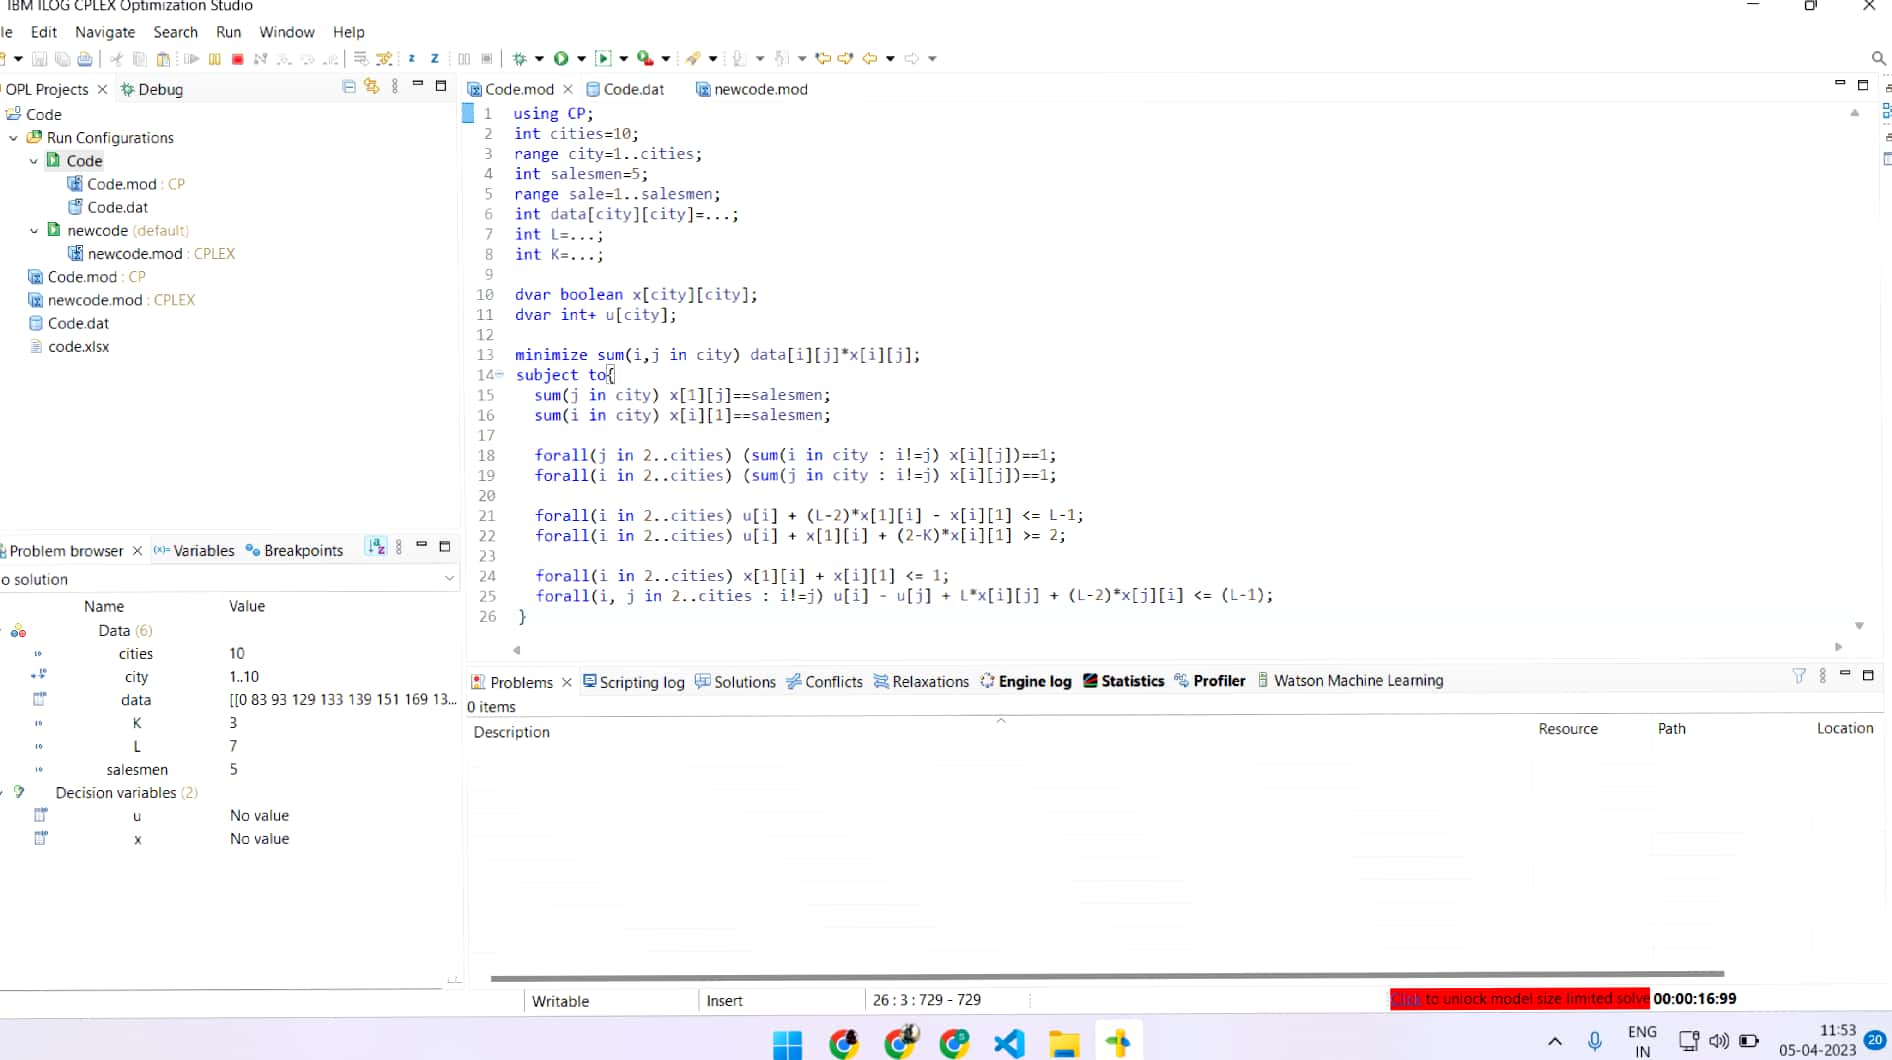 IBM ILOG CPLEX Optimization Studio
le Edit Navigate Search Run Window Help
OPL Projects Debug
Code
Run Configurations
Code
Code.mod : CP
Code.dat
newcode (default)
newcode.mod : CPLEX
Code.mod : CP
newcode.mod : CPLEX
Code.dat
code.xlsx
Problem browser (x)= Variables Breakpoints
o solution
Name Value
Data (6)
cities 10
city 1..10
data [[0 83 93 129 133 139 151 169 13...
K 3
L 7
salesmen 5
Decision variables (2)
u No value
x No value
Code.mod Code.dat newcode.mod
1 using CP;
2 int cities=10;
3 range city=1..cities;
4 int salesmen=5;
5 range sale=1..salesmen;
6 int data[city][city]=...;
7 int L=...;
8 int K=...;
9
10 dvar boolean x[city][city];
11 dvar int+ u[city];
12
13 minimize sum(i,j in city) data[i][j]*x[i][j];
14 subject to{
15 sum(j in city) x[1][j]==salesmen;
16 sum(i in city) x[i][1]==salesmen;
17
18 forall(j in 2..cities) (sum(i in city : i!=j) x[i][j])==1;
19 forall(i in 2..cities) (sum(j in city : i!=j) x[i][j])==1;
20
21 forall(i in 2..cities) u[i] + (L-2)*x[1][i] - x[i][1] <= L-1;
22 forall(i in 2..cities) u[i] + x[1][i] + (2-K)*x[i][1] >= 2;
23
24 forall(i in 2..cities) x[1][i] + x[i][1] <= 1;
25 forall(i, j in 2..cities : i!=j) u[i] - u[j] + L*x[i][j] + (L-2)*x[j][i] <= (L-1);
26 }
Problems Scripting log Solutions Conflicts Relaxations Engine log Statistics Profiler Watson Machine Learning
0 items
Description Resource Path Location
Writable Insert 26 : 3 : 729 - 729 Click to unlock model size limited solve 00:00:16:99
ENG
IN
11:53
05-04-2023
20